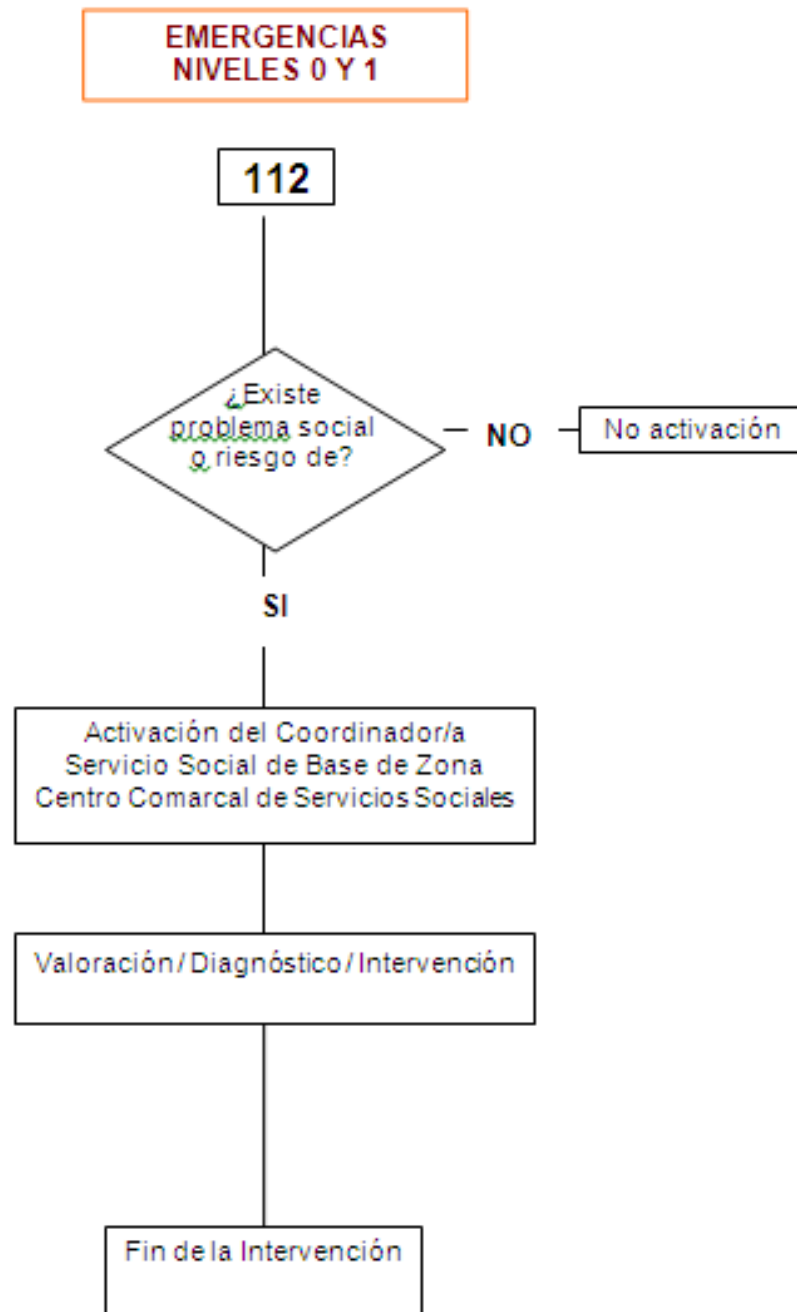 EMERGENCIAS
NIVELES 0 Y 1
112
¿Existe
problema social
o riesgo de?
NO
No activación
SI
Activación del Coordinador/a
Servicio Social de Base de Zona
Centro Comarcal de Servicios Sociales
Valoración / Diagnóstico / Intervención
Fin de la Intervención